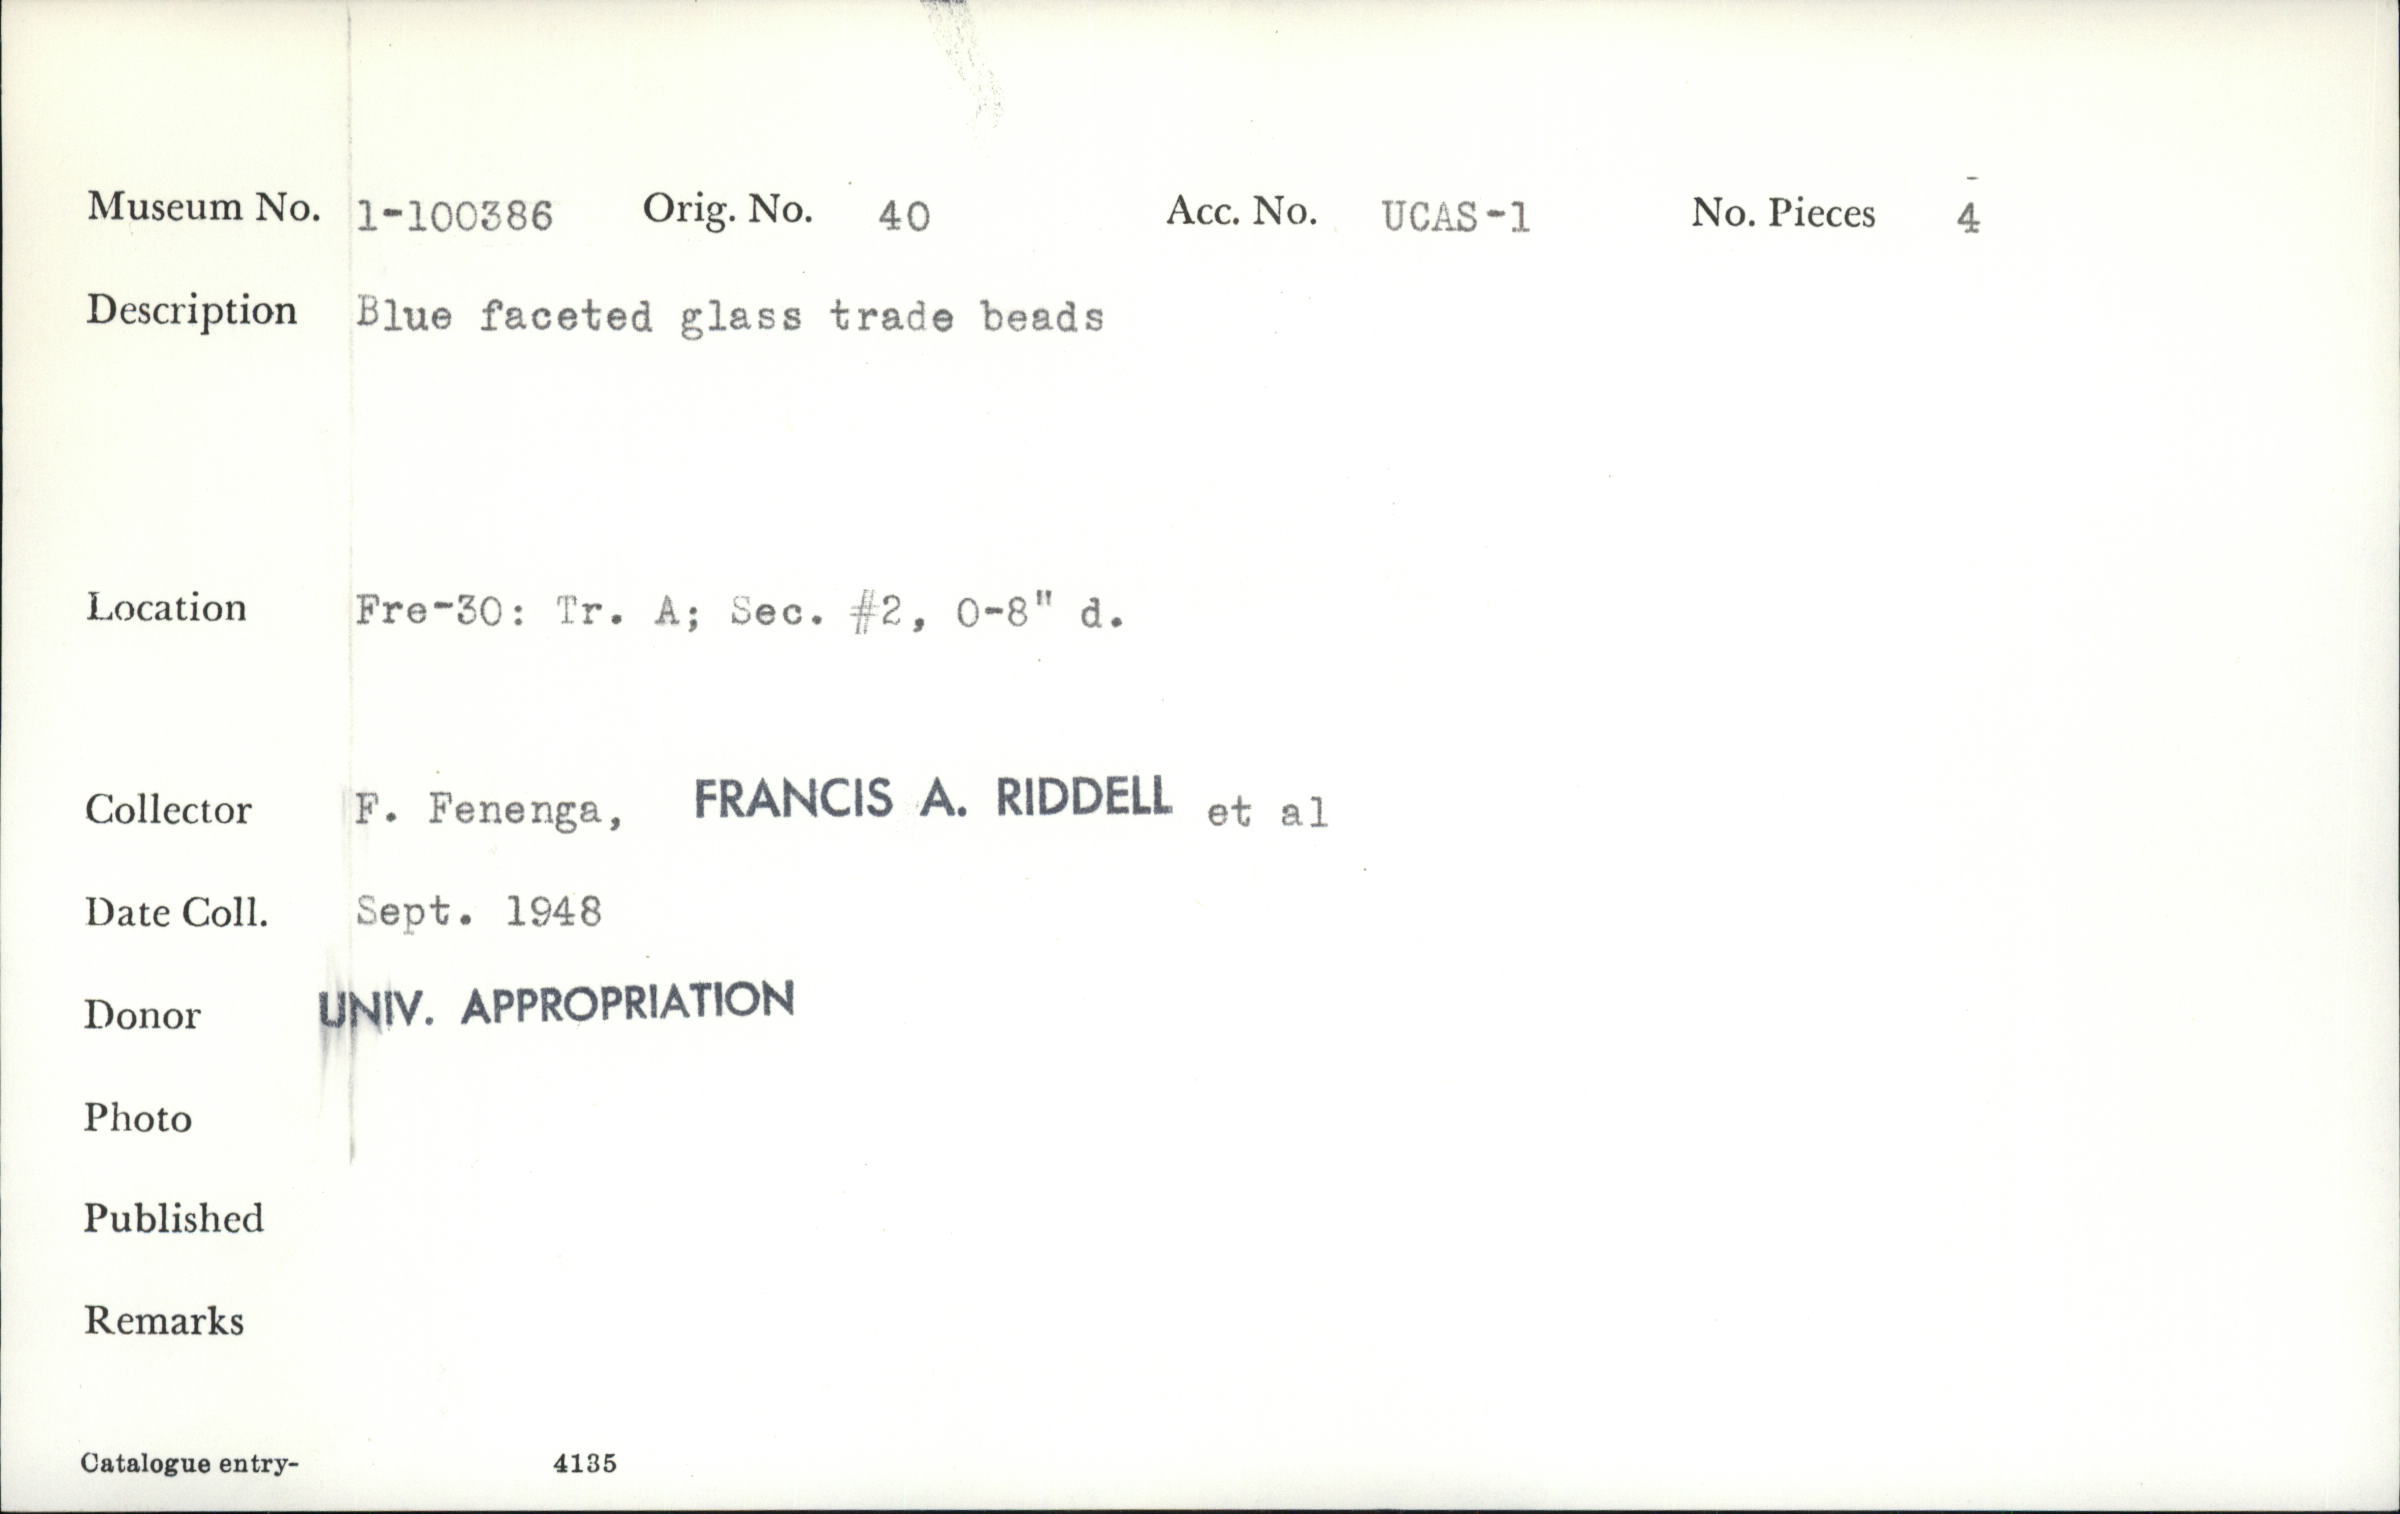 Museum No. 1-100386 Orig. No. 40 Acc. No. UCAS-1 No. Pieces 4
Description Blue faceted glass trade beads
Location Fre-30: Tr. A; Sec. #2, 0-8" d.
Collector F. Fenenga, FRANCIS A. RIDDELL et al
Date Coll. Sept. 1948
Donor UNIV. APPROPRIATION
Photo
Published
Remarks
Catalogue entry- 4135